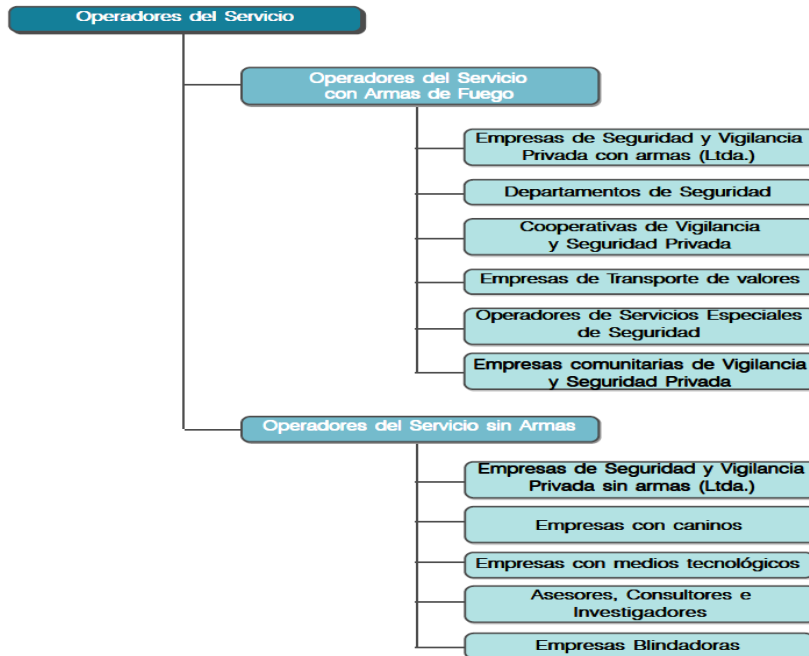 Operadores del Servicio
Operadores del Servicio
con Armas de Fuego
Empresas de Seguridad y Vigilancia
Privada con armas (Ltda.)
Departamentos de Seguridad
Cooperativas de Vigilancia
y Seguridad Privada
Empresas de Transporte de valores
Operadores de Servicios Especiales
de Seguridad
Empresas comunitarias de Vigilancia
y Seguridad Privada
Operadores del Servicio sin Armas
Empresas de Seguridad y Vigilancia
Privada sin armas (Ltda.)
Empresas con caninos
Empresas con medios tecnológicos
Asesores, Consultores e
Investigadores
Empresas Blindadoras